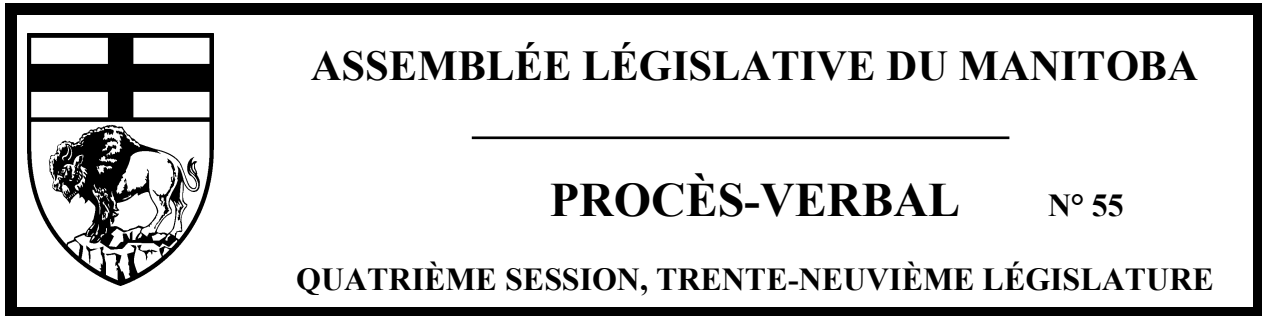 ASSEMBLÉE LÉGISLATIVE DU MANITOBA
PROCÈS-VERBAL N° 55
QUATRIÈME SESSION, TRENTE-NEUVIÈME LÉGISLATURE